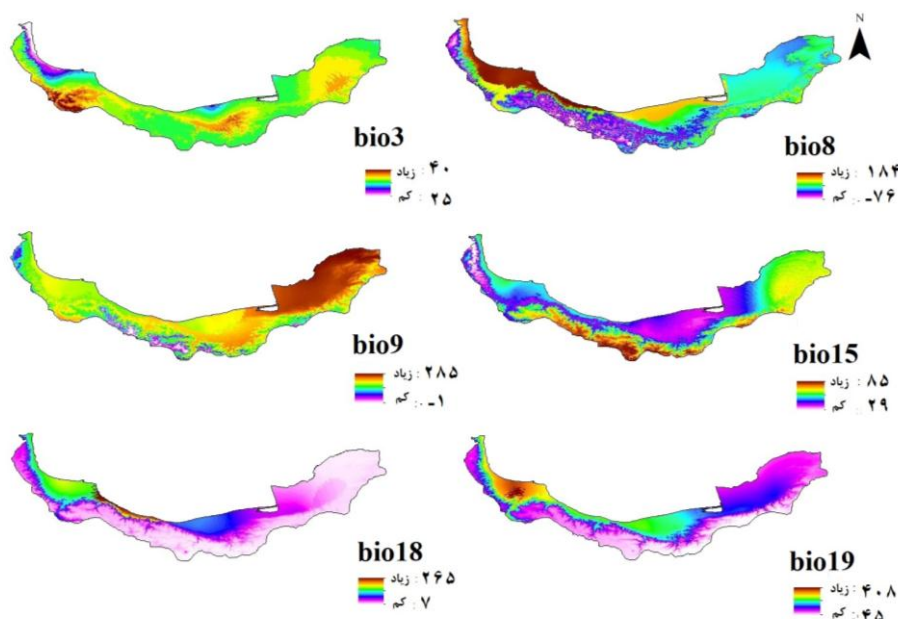 N
bio3
زیاد : ۴۰
کم : ۲۵
bio8
زیاد : ۱۸۴
کم : -۷۶
bio9
زیاد : ۲۸۵
کم : -۱
bio15
زیاد : ۸۵
کم : ۲۹
bio18
زیاد : ۲۶۵
کم : ۷
bio19
زیاد : ۴۰۸
کم : ۴۵